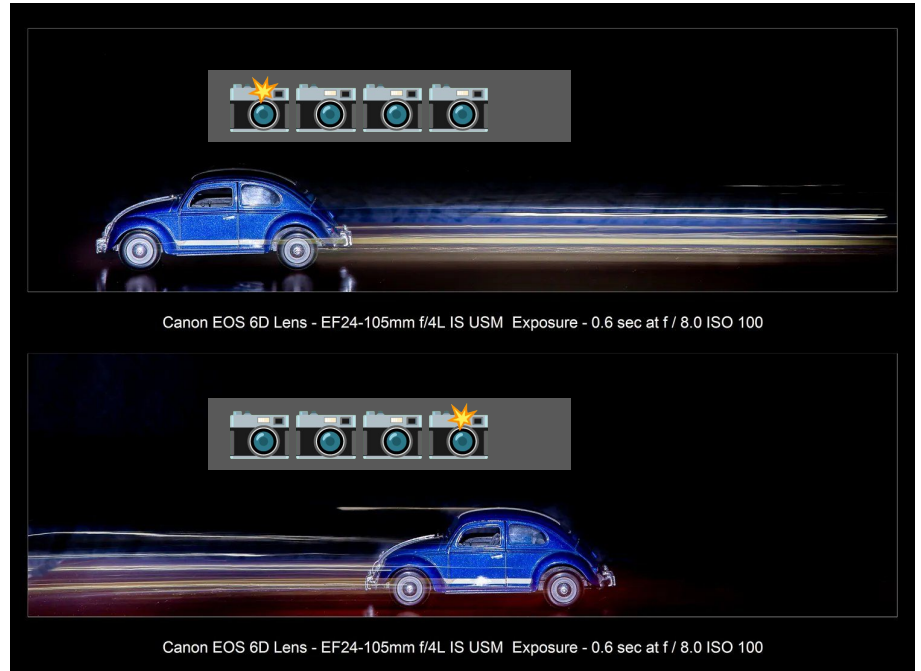 Canon EOS 6D Lens - EF24-105mm f/4L IS USM Exposure - 0.6 sec at f / 8.0 ISO 100
Canon EOS 6D Lens - EF24-105mm f/4L IS USM Exposure - 0.6 sec at f / 8.0 ISO 100